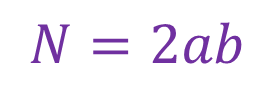 N = 2ab